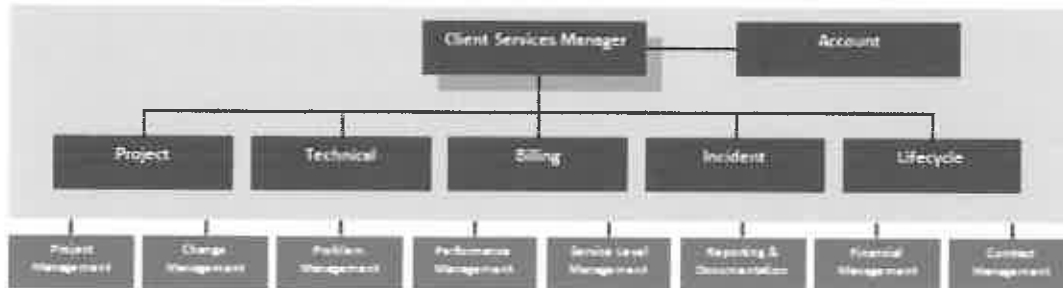 Client Services Manager
Account
Project
Technical
Billing
Incident
Lifecycle
Project
Management
Change
Management
Problem
Management
Performance
Management
Service Level
Management
Reporting &
Documentation
Financial
Management
Contract
Management